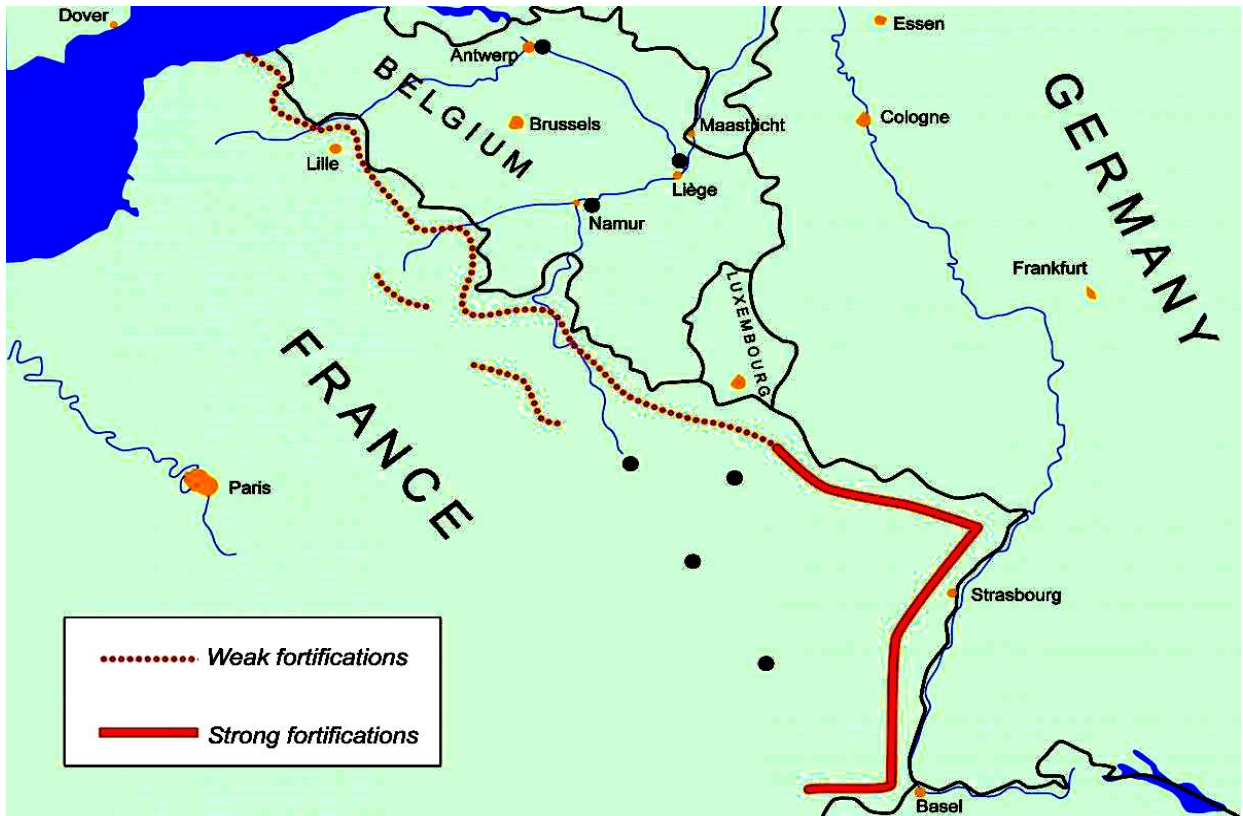 Dover
Essen
Antwerp
BELGIUM
GERMANY
Brussels
Maastricht
Cologne
Lille
Liège
Namur
Frankfurt
LUXEMBOURG
FRANCE
Paris
Strasbourg
Weak fortifications
Strong fortifications
Basel